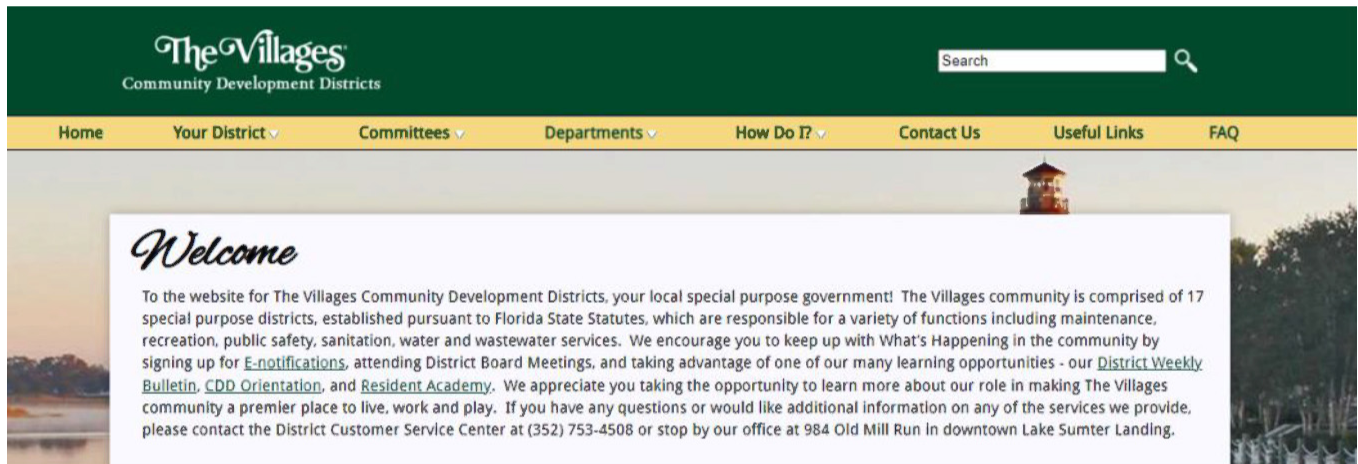 The Villages
Community Development Districts
Search
Home Your District Committees Departments How Do I? Contact Us Useful Links FAQ
Welcome
To the website for The Villages Community Development Districts, your local special purpose government!  The Villages community is comprised of 17
special purpose districts, established pursuant to Florida State Statutes, which are responsible for a variety of functions including maintenance,
recreation, public safety, sanitation, water and wastewater services.  We encourage you to keep up with What's Happening in the community by
signing up for E-notifications, attending District Board Meetings, and taking advantage of one of our many learning opportunities - our District Weekly
Bulletin, CDD Orientation, and Resident Academy.  We appreciate you taking the opportunity to learn more about our role in making The Villages
community a premier place to live, work and play.  If you have any questions or would like additional information on any of the services we provide,
please contact the District Customer Service Center at (352) 753-4508 or stop by our office at 984 Old Mill Run in downtown Lake Sumter Landing.